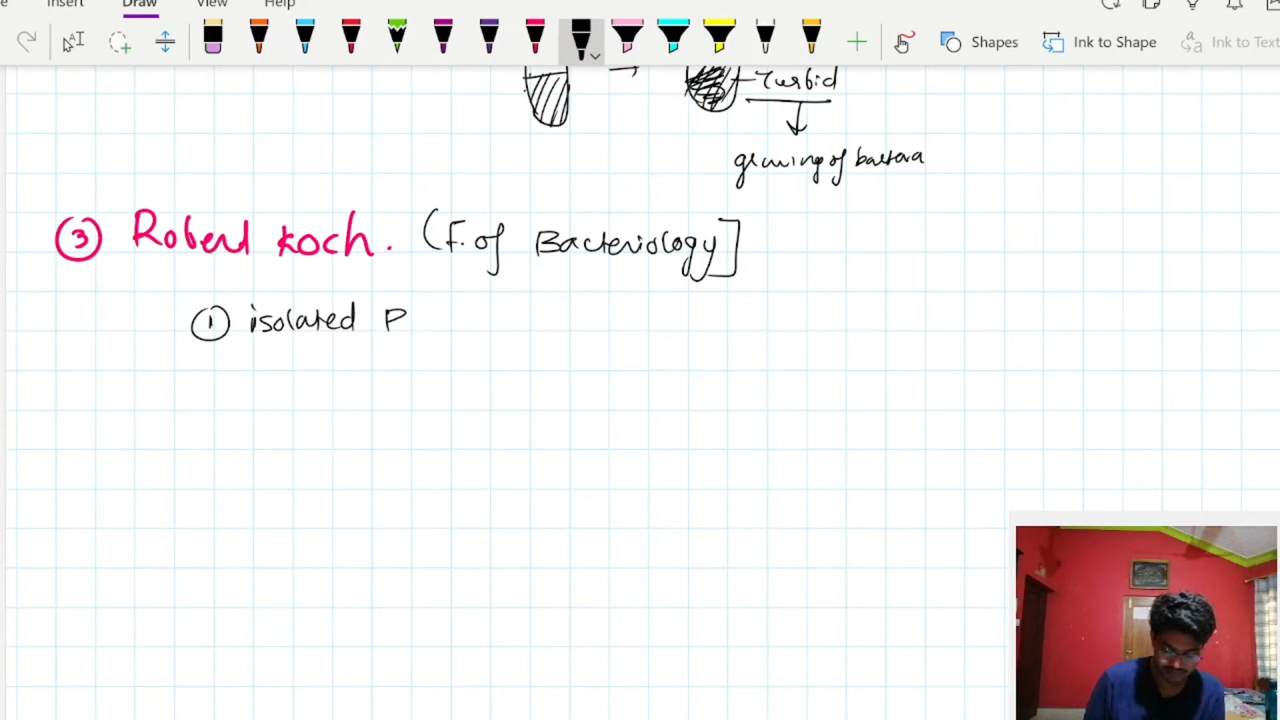 Insert Draw View Help
Shapes Ink to Shape Ink to Text
Turbid
growing of bacteria
③ Robert Koch. (F. of Bacteriology]
① isolated P